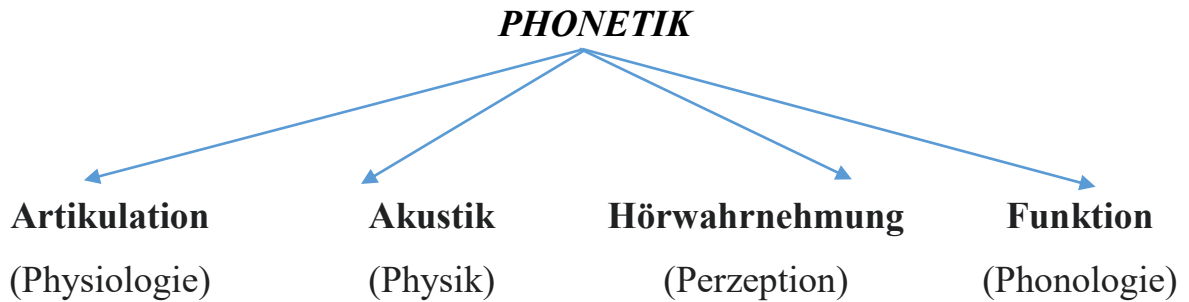 PHONETIK
Artikulation Akustik Hörwahrnehmung Funktion
(Physiologie) (Physik) (Perzeption) (Phonologie)